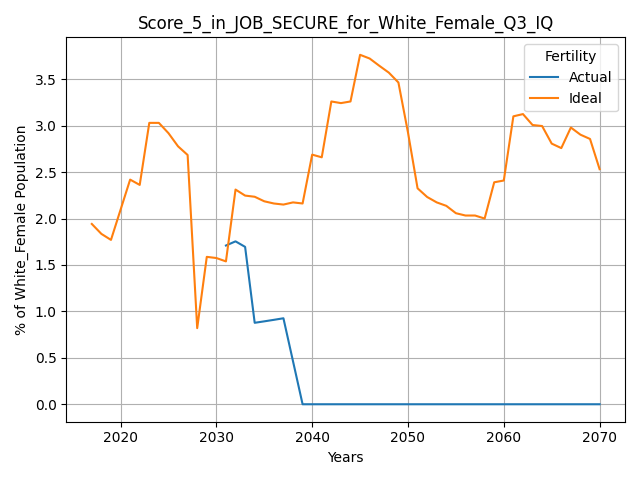 Score_5_in_JOB_SECURE_for_White_Female_Q3_IQ
Fertility
Actual
Ideal
% of White_Female Population
3.5
3.0
2.5
2.0
1.5
1.0
0.5
0.0
2020 2030 2040 2050 2060 2070
Years